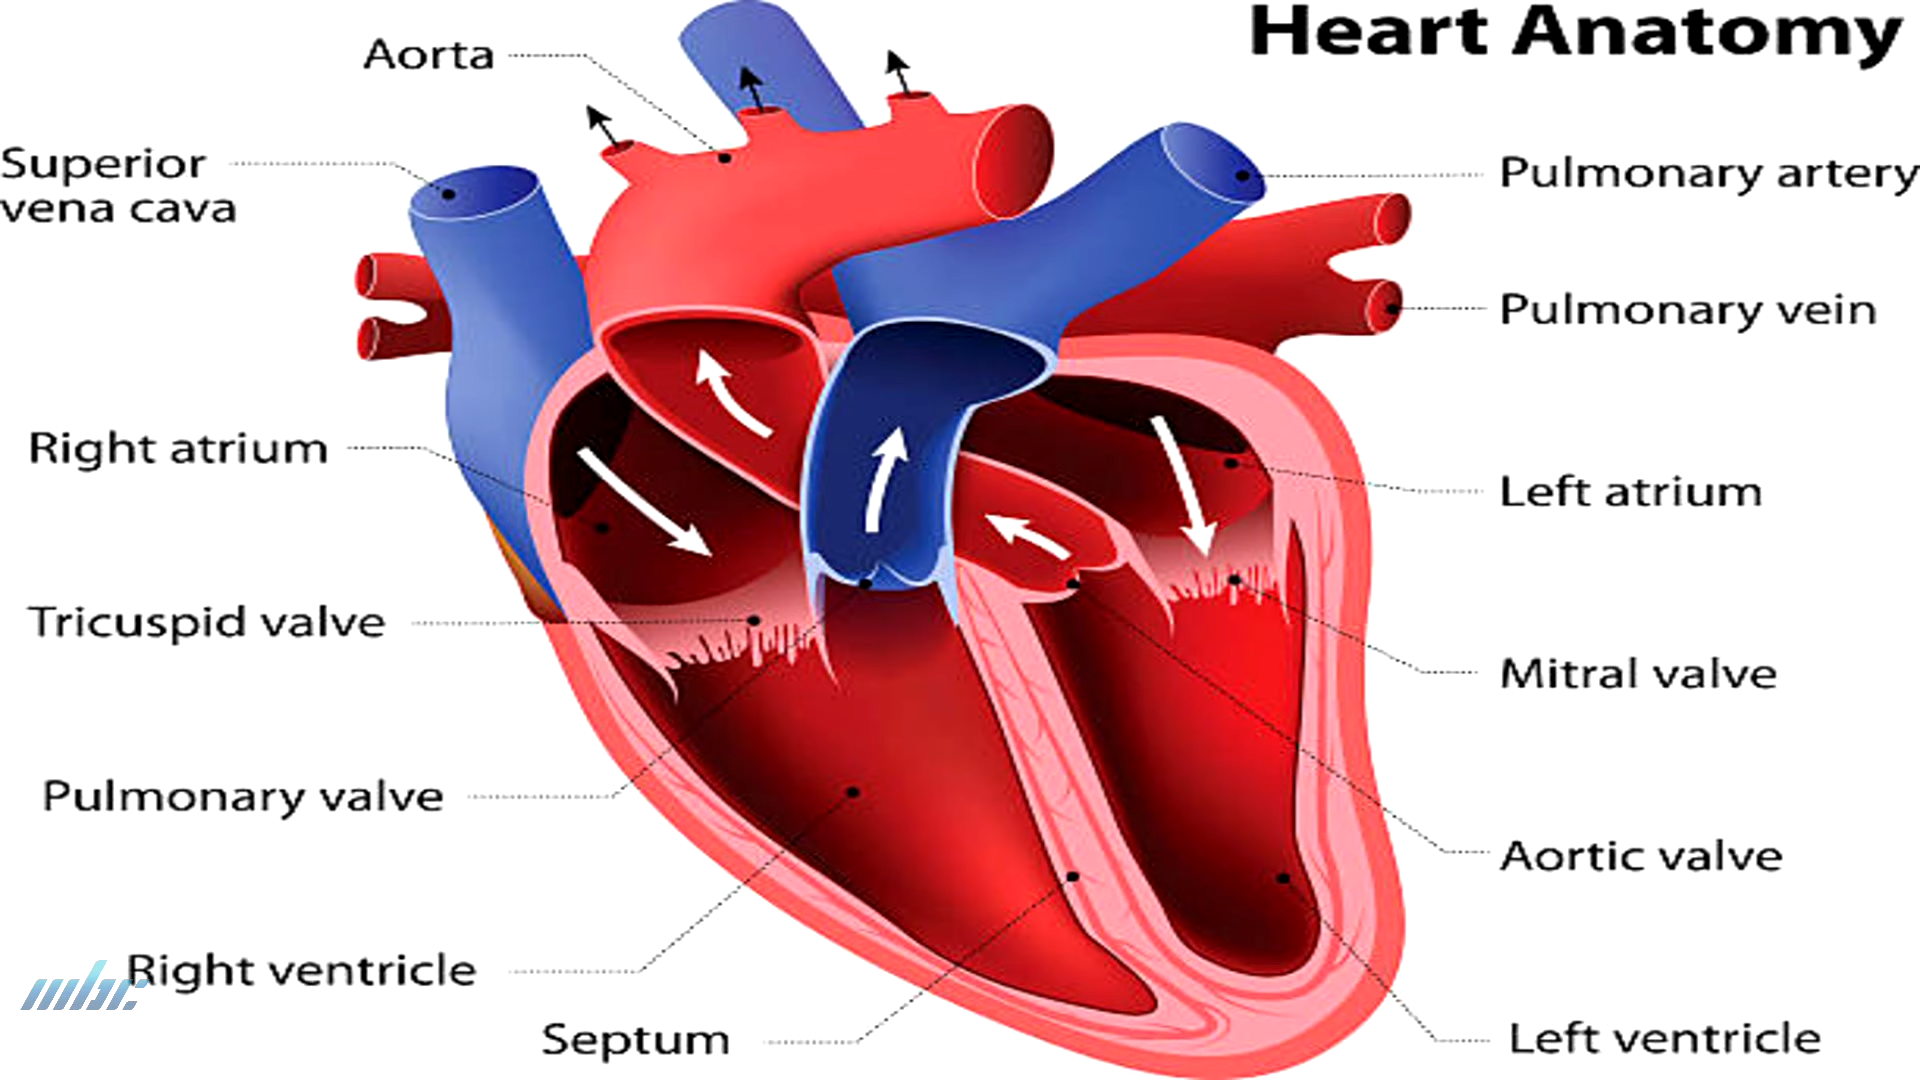 Heart Anatomy
Aorta
Superior
vena cava
Right atrium
Tricuspid valve
Pulmonary valve
Right ventricle
Septum
Pulmonary artery
Pulmonary vein
Left atrium
Mitral valve
Aortic valve
Left ventricle